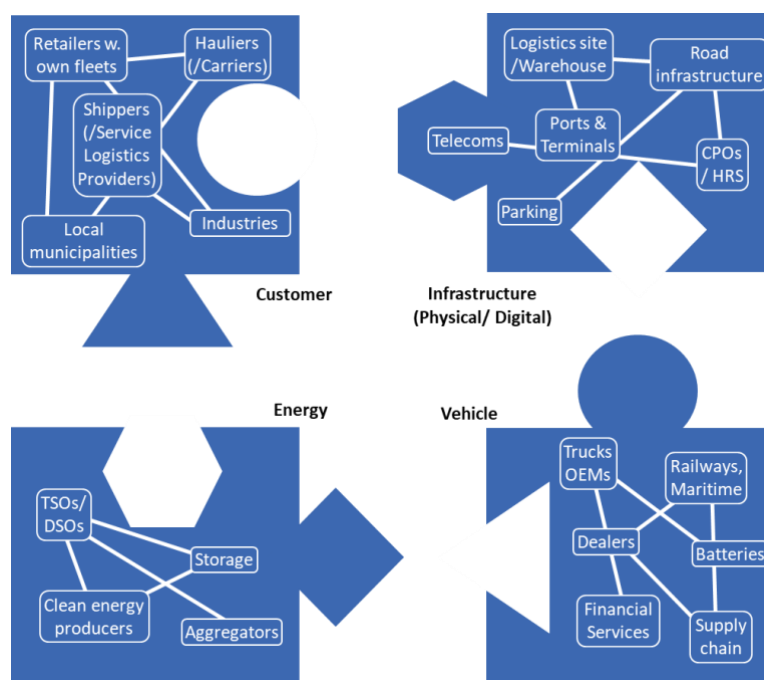 Retailers w.
own fleets
Hauliers
(/Carriers)
Shippers
(/Service
Logistics
Providers)
Local
municipalities
Industries
Customer
Logistics site
/Warehouse
Road
infrastructure
Telecoms
Ports &
Terminals
CPOs
/ HRS
Parking
Infrastructure
(Physical/ Digital)
Energy
TSOs/
DSOs
Storage
Clean energy
producers
Aggregators
Vehicle
Trucks
OEMs
Railways,
Maritime
Dealers
Batteries
Financial
Services
Supply
chain